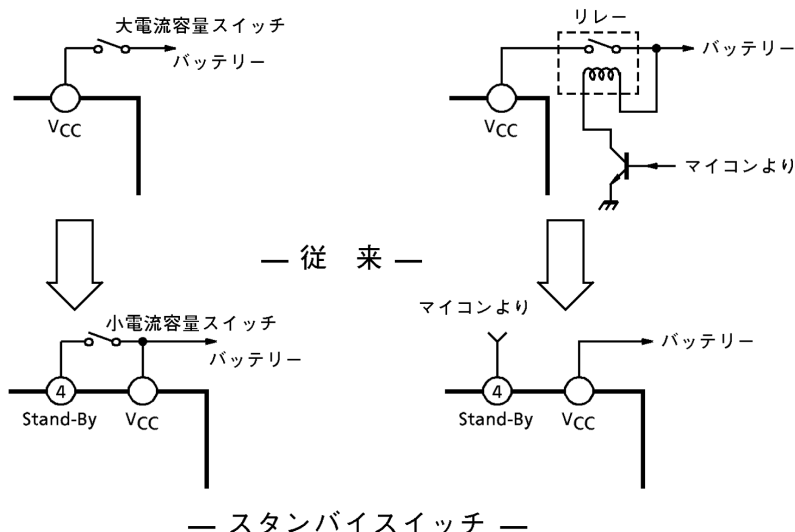 大電流容量スイッチ
バッテリー
VCC
リレー
バッテリー
VCC
マイコンより
— 従 来 —
小電流容量スイッチ
バッテリー
4
Stand-By
VCC
マイコンより
バッテリー
4
Stand-By
VCC
— スタンバイスイッチ —